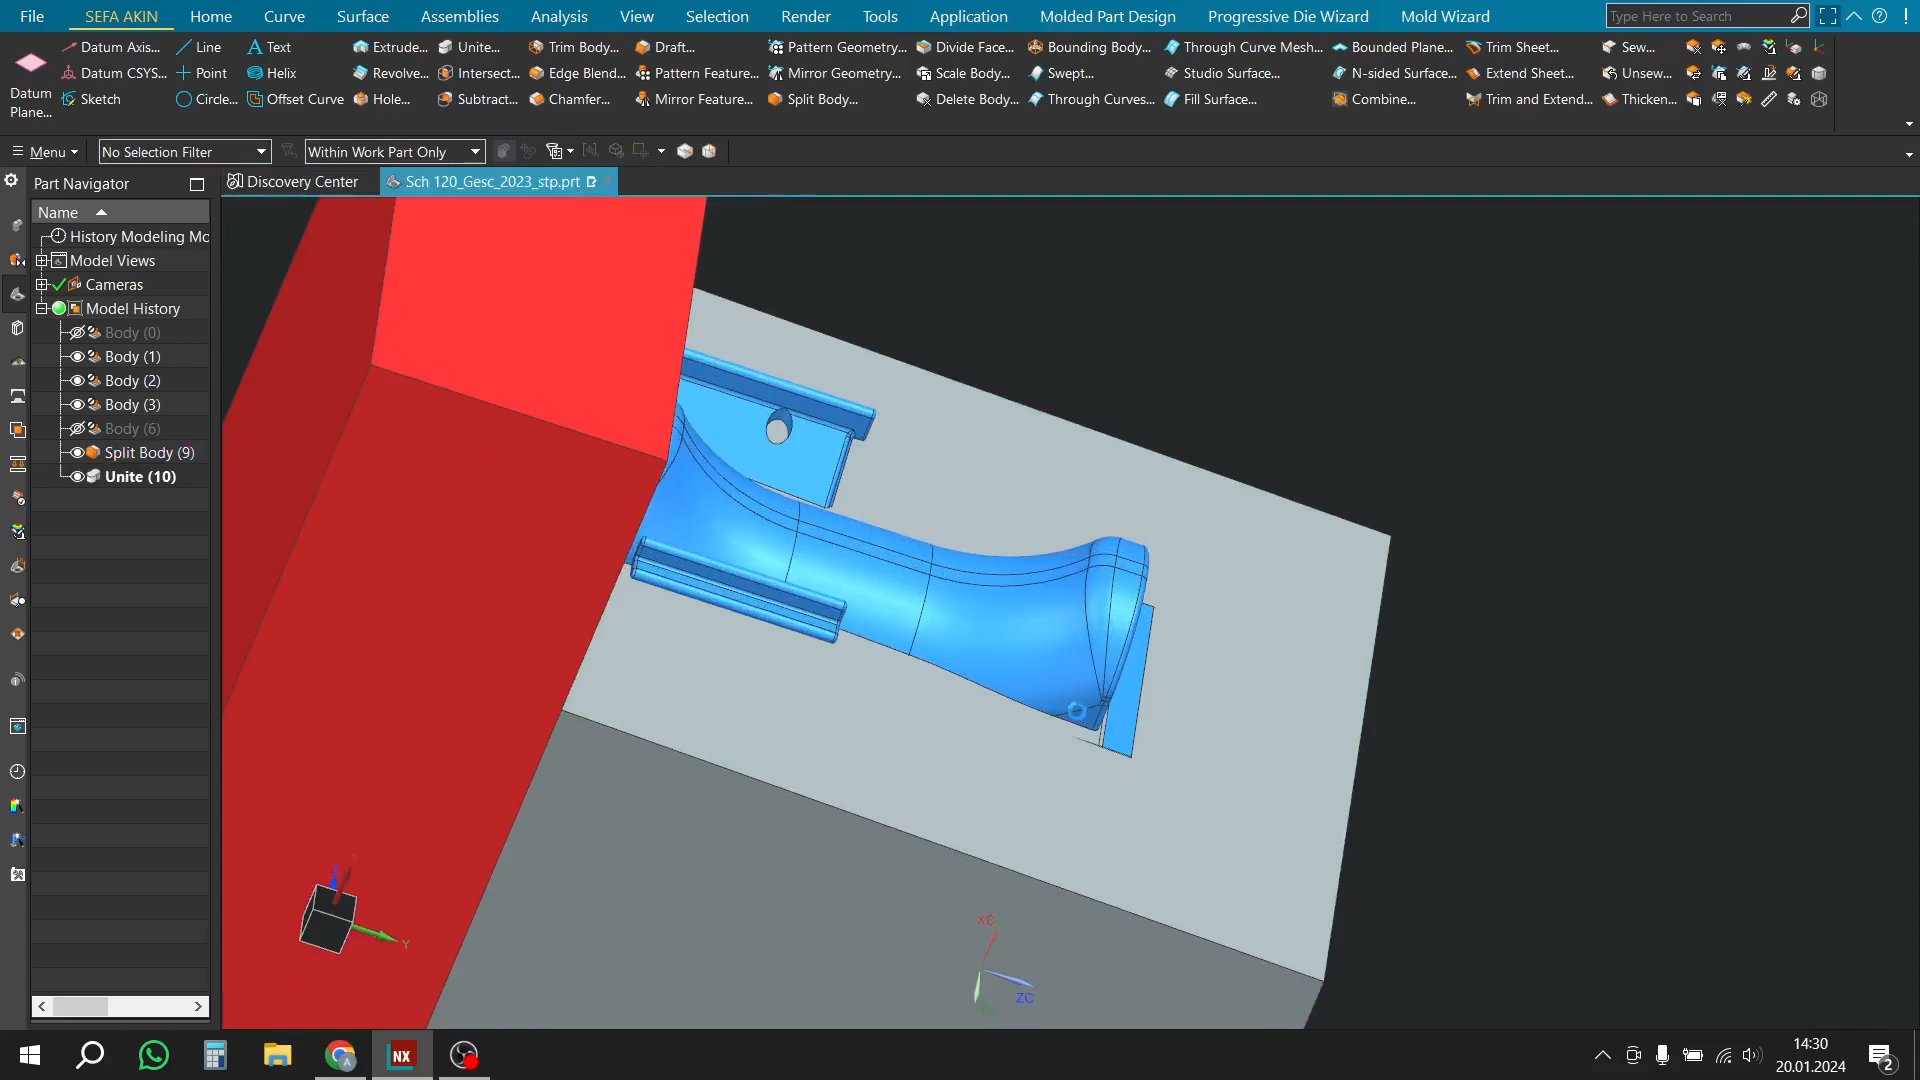 File SEFA AKIN Home Curve Surface Assemblies Analysis View Selection Render Tools Application Molded Part Design Progressive Die Wizard Mold Wizard Type Here to Search
Datum Axis... Line Text Extrude... Unite... Trim Body... Draft... Pattern Geometry... Divide Face... Bounding Body... Through Curve Mesh... Bounded Plane... Trim Sheet... Sew...
Datum CSYS... Point Helix Revolve... Intersect... Edge Blend... Pattern Feature... Mirror Geometry... Scale Body... Swept... Studio Surface... N-sided Surface... Extend Sheet... Unsew...
Datum Plane... Sketch Circle... Offset Curve Hole... Subtract... Chamfer... Mirror Feature... Split Body... Delete Body... Through Curves... Fill Surface... Combine... Trim and Extend... Thicken...
Menu No Selection Filter Within Work Part Only
Part Navigator Discovery Center Sch 120_Gesc_2023_stp.prt
Name
History Modeling Mo
Model Views
Cameras
Model History
Body (0)
Body (1)
Body (2)
Body (3)
Body (6)
Split Body (9)
Unite (10)
Y
XC
ZC
YC
NX
14:30
20.01.2024
2